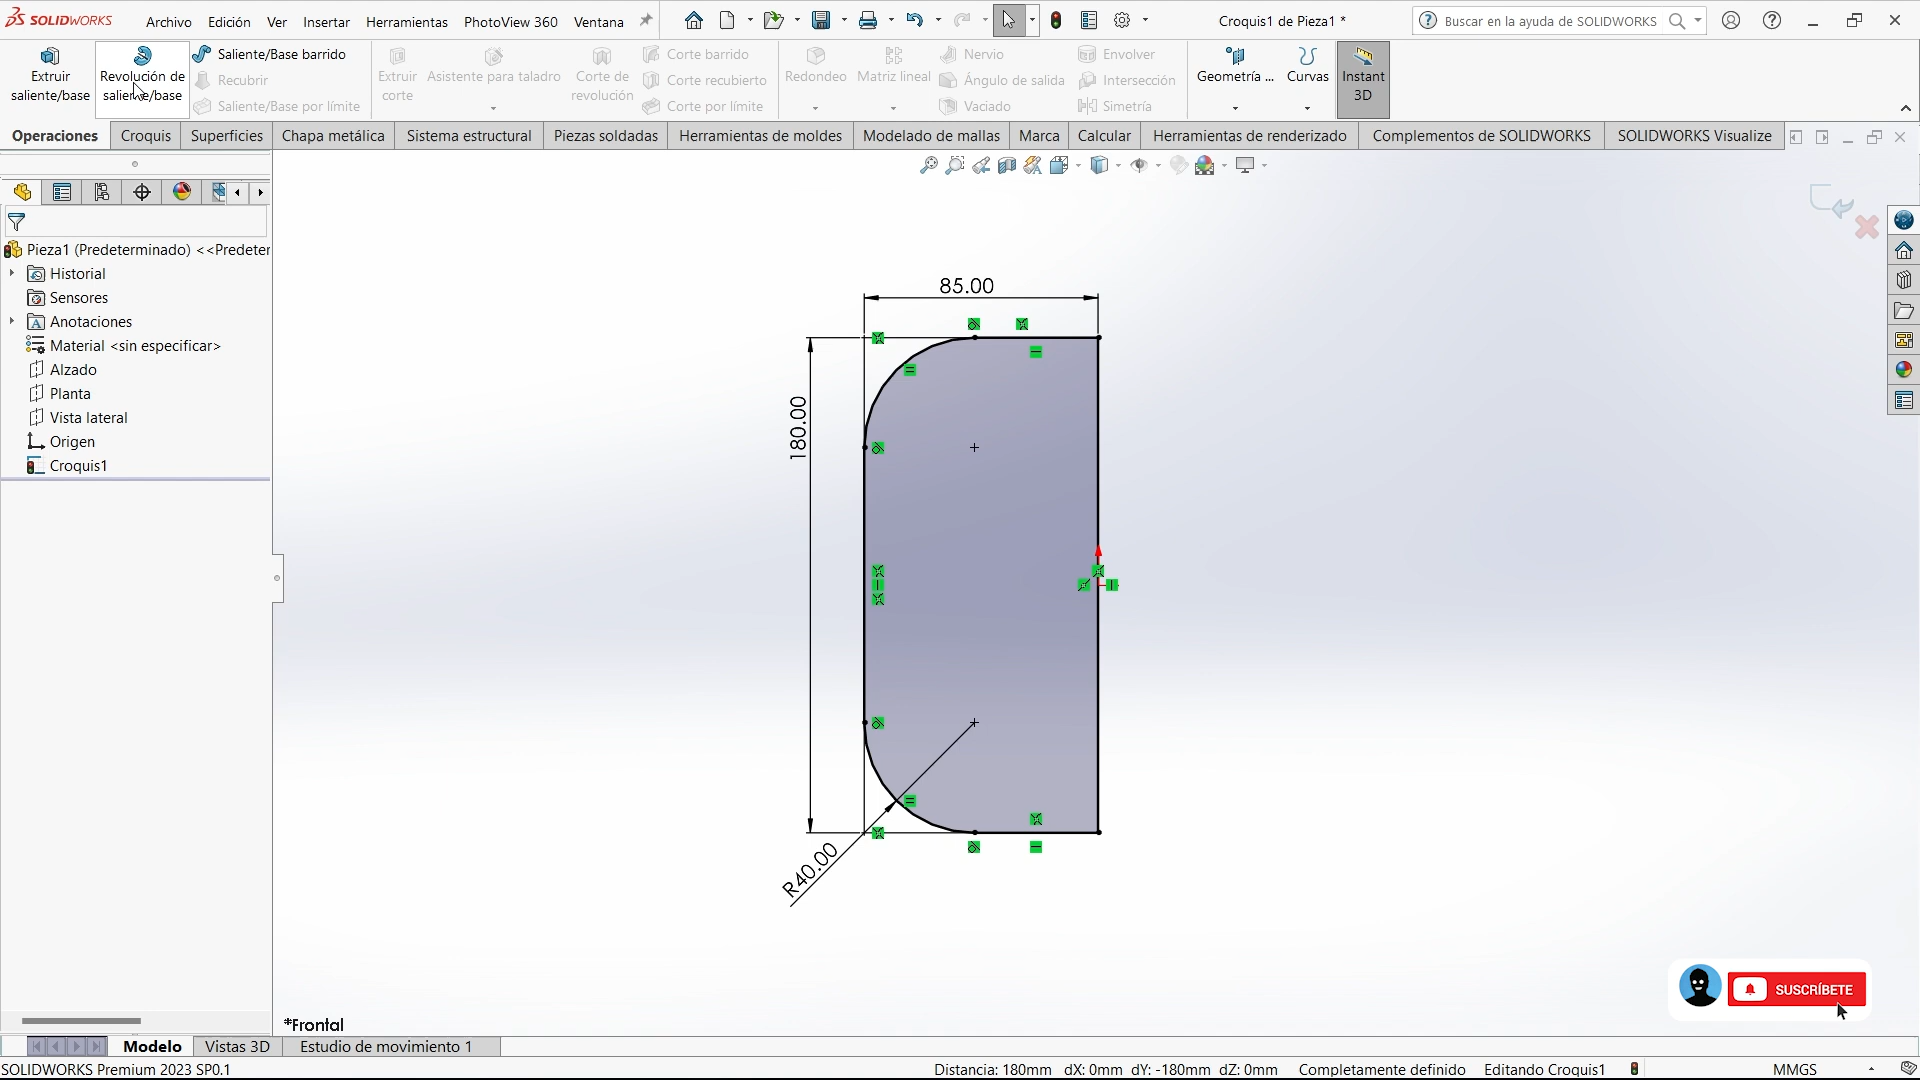 SOLIDWORKS Archivo Edición Ver Insertar Herramientas Movimientos PhotoView 360 Ventana Croquis1 de Pieza1 * Buscar en la ayuda de SOLIDWORKS
Extruir saliente/base
Revolución de saliente/base
Saliente/Base barrido
Recubrir
Saliente/Base por límite
Extruir corte
Asistente para taladro
Corte de revolución
Corte barrido
Corte recubierto
Corte por límite
Redondeo
Matriz lineal
Nervio
Ángulo de salida
Vaciado
Envolver
Intersección
Simetría
Geometría ...
Curvas
Instant 3D
Operaciones Croquis Superficies Chapa metálica Sistema estructural Piezas soldadas Herramientas de moldes Modelado de mallas Marca Calcular Herramientas de renderizado Complementos de SOLIDWORKS SOLIDWORKS Visualize
Pieza1 (Predeterminado) <<Predeter
Historial
Sensores
Anotaciones
Material <sin especificar>
Alzado
Planta
Vista lateral
Origen
Croquis1
85.00
180.00
R40.00
SUSCRÍBETE
*Frontal
Modelo Vistas 3D Estudio de movimiento 1
SOLIDWORKS Premium 2023 SP0.1 Distancia: 180mm dX: 0mm dY: -180mm dZ: 0mm Completamente definido Editando Croquis1 MMGS